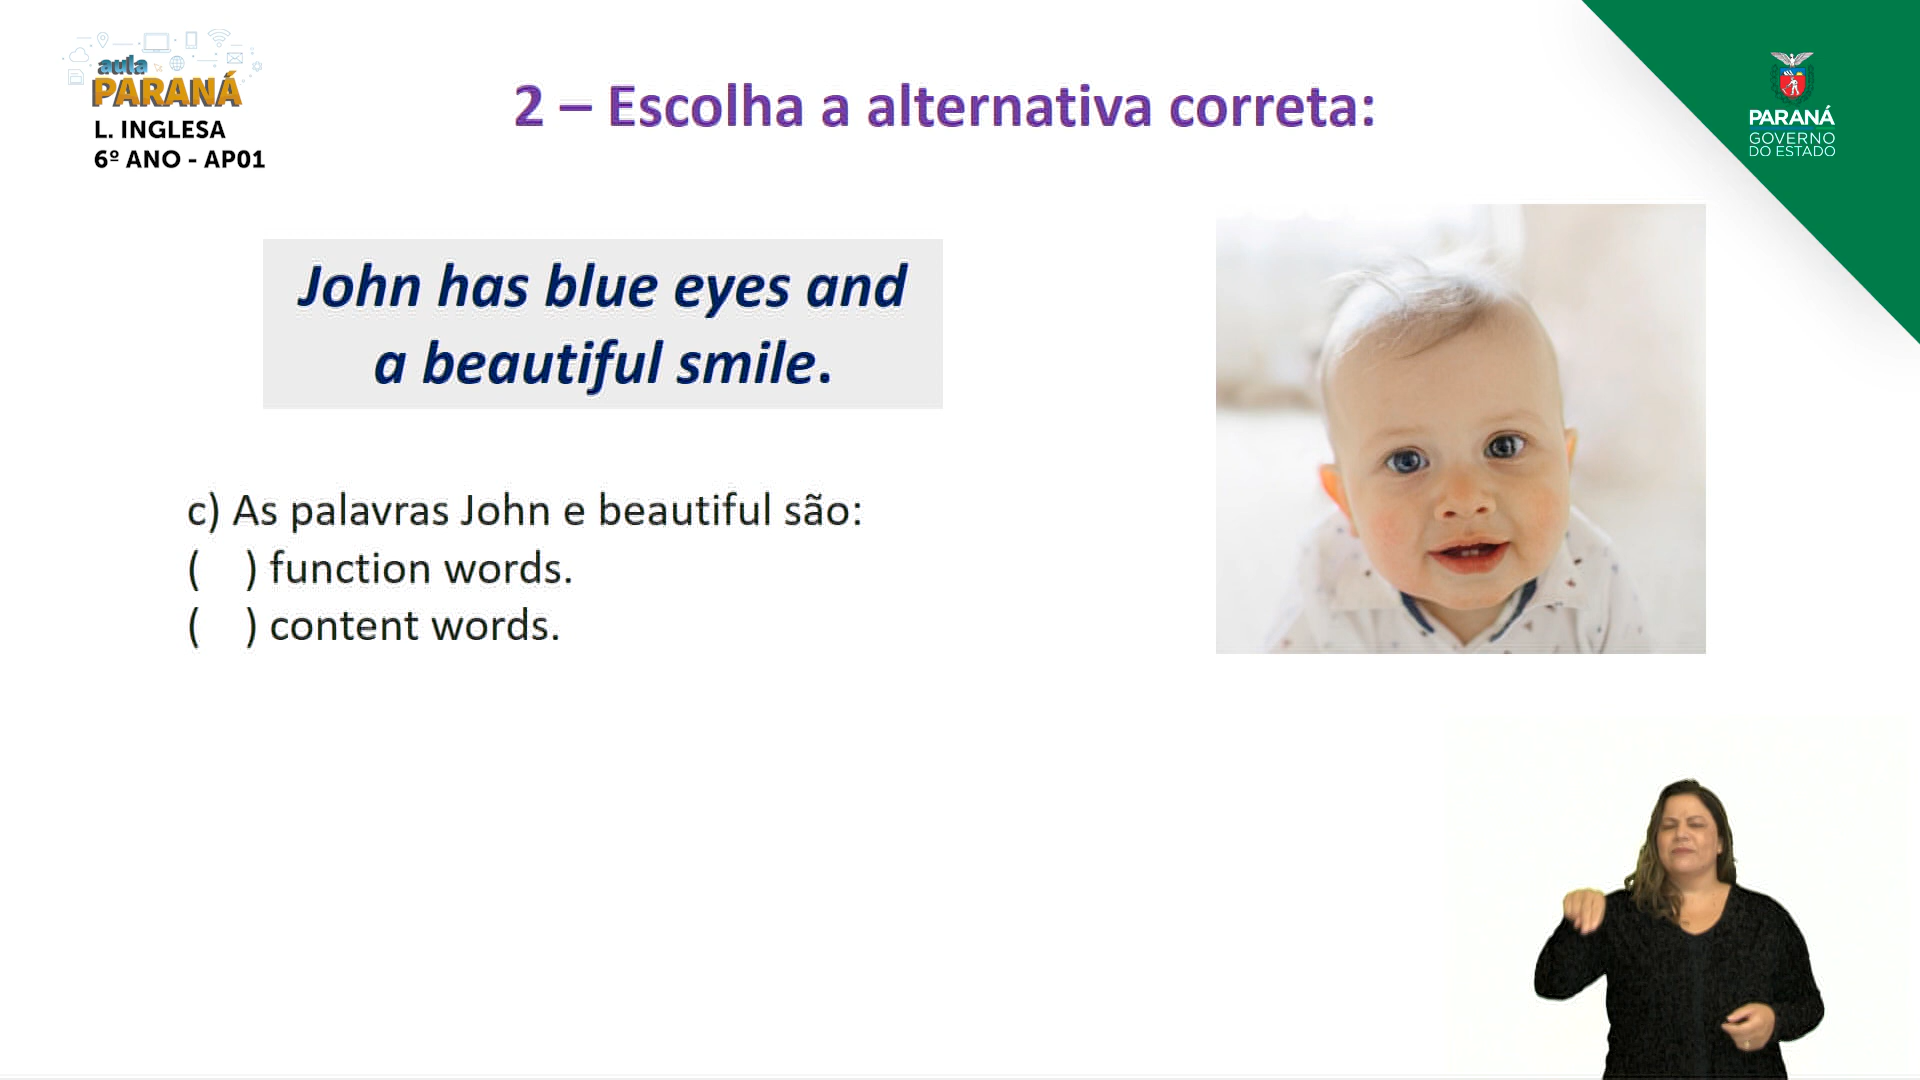 aula
PARANÁ
L. INGLESA
6º ANO - AP01
2 – Escolha a alternativa correta:
PARANÁ
GOVERNO
DO ESTADO
John has blue eyes and
a beautiful smile.
c) As palavras John e beautiful são:
(    ) function words.
(    ) content words.